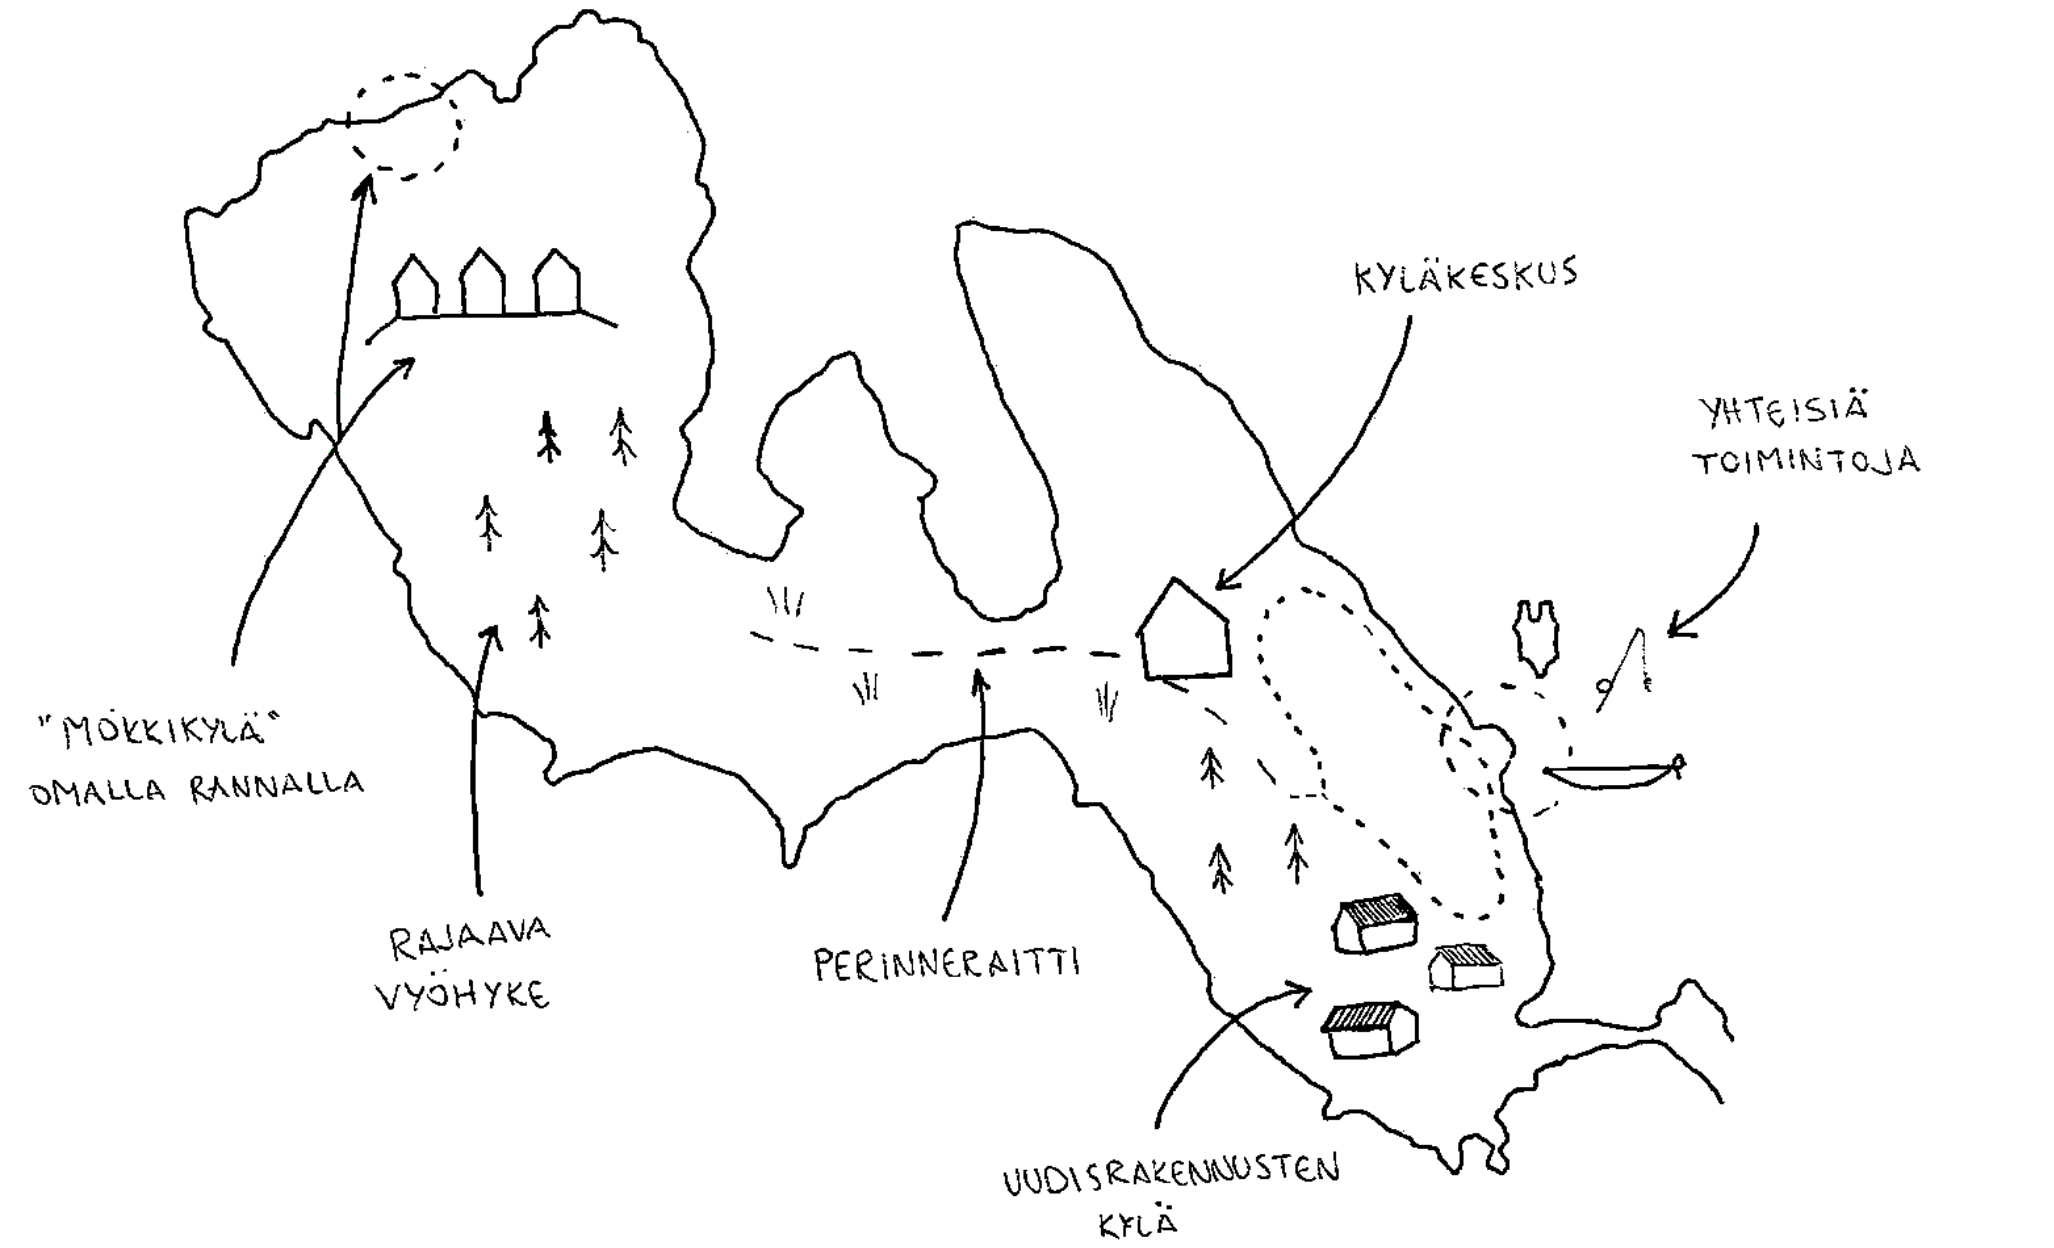 KYLÄKESKUS
YHTEISIÄ
TOIMINTOJA
"MÖKKIKYLÄ"
OMALLA RANNALLA
RAJAAVA
VYÖHYKE
PERINNERAITTI
UUDISRAKENNUSTEN
KYLÄ